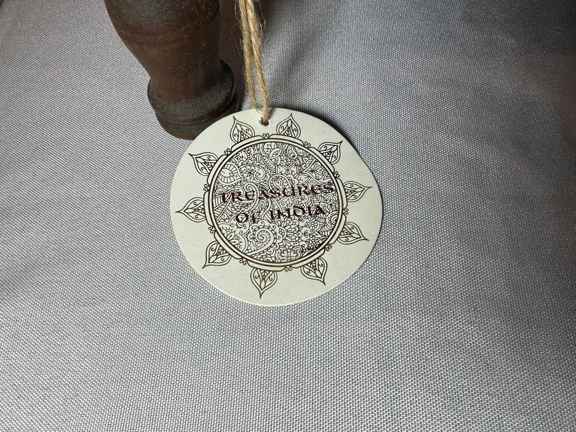 TREASURES
OF INDIA